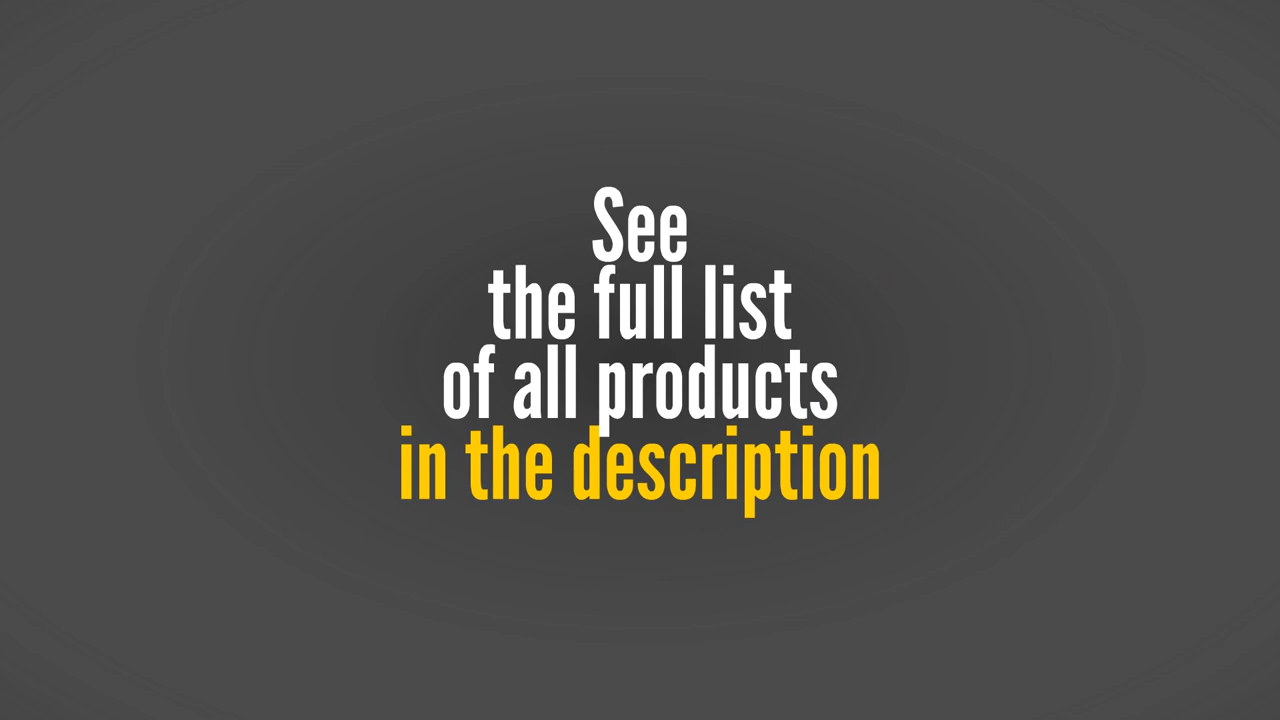 See
the full list
of all products
in the description